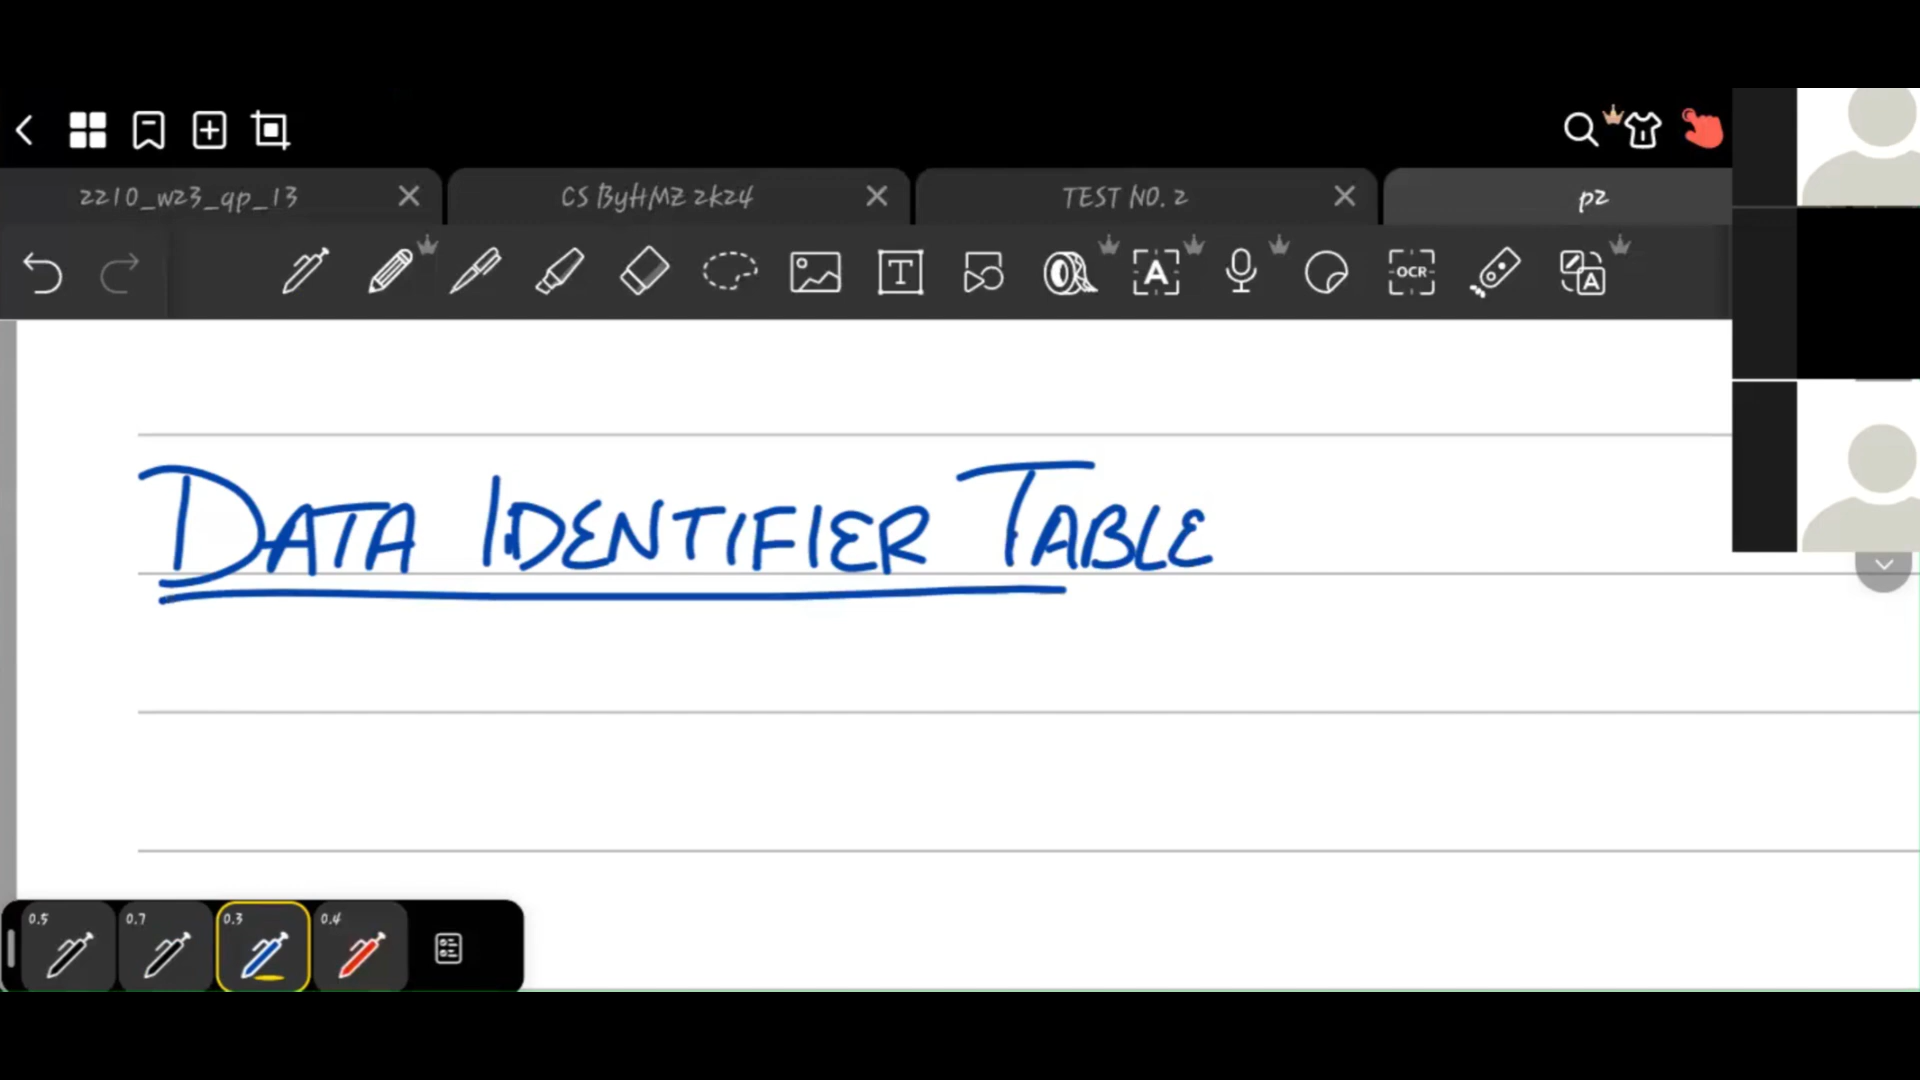 2210_w23_qp_13
CS ByHMZ 2k24
TEST NO. 2
p2
T
A
OCR
A
DATA IDENTIFIER TABLE
0.5
0.7
0.3
0.4